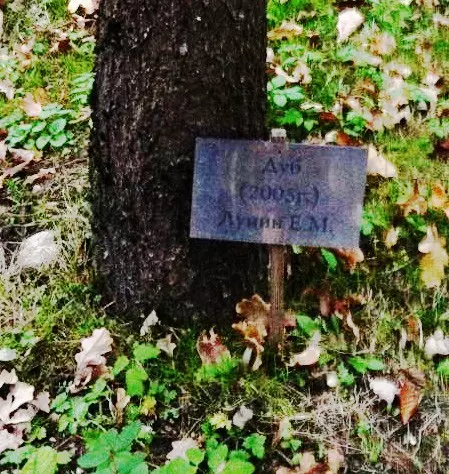 Дуб
(2005г.)
Лунин Е.М.